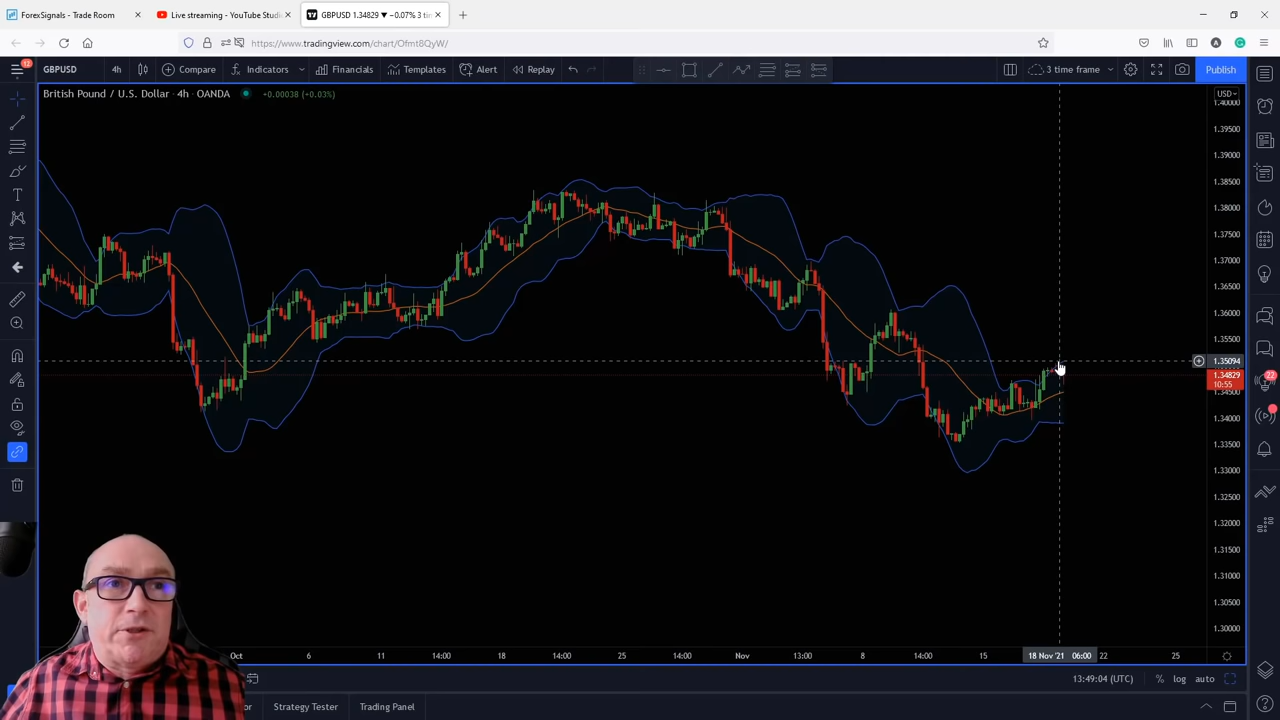 ForexSignals - Trade Room
Live streaming - YouTube Studio
GBPUSD 1.34829 ▼ −0.07% 3 tim
https://www.tradingview.com/chart/Ofmt8QyW/
12
GBPUSD
4h
Compare
Indicators
Financials
Templates
Alert
Replay
3 time frame
Publish
British Pound / U.S. Dollar · 4h · OANDA
+0.00038 (+0.03%)
USD
1.40000
1.39500
1.39000
1.38500
1.38000
1.37500
1.37000
1.36500
1.36000
1.35500
1.35094
1.34829
10:55
1.34000
1.33500
1.33000
1.32500
1.32000
1.31500
1.31000
1.30500
1.30000
22
Oct
6
11
14:00
18
14:00
25
14:00
Nov
13:00
8
14:00
15
18 Nov '21 06:00
22
25
13:49:04 (UTC)
%
log
auto
Strategy Tester
Trading Panel